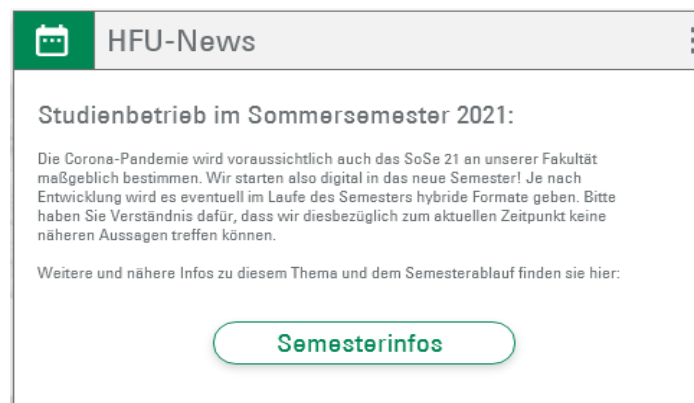 HFU-News
Studienbetrieb im Sommersemester 2021:
Die Corona-Pandemie wird voraussichtlich auch das SoSe 21 an unserer Fakultät
maßgeblich bestimmen. Wir starten also digital in das neue Semester! Je nach
Entwicklung wird es eventuell im Laufe des Semesters hybride Formate geben. Bitte
haben Sie Verständnis dafür, dass wir diesbezüglich zum aktuellen Zeitpunkt keine
näheren Aussagen treffen können.
Weitere und nähere Infos zu diesem Thema und dem Semesterablauf finden sie hier:
Semesterinfos